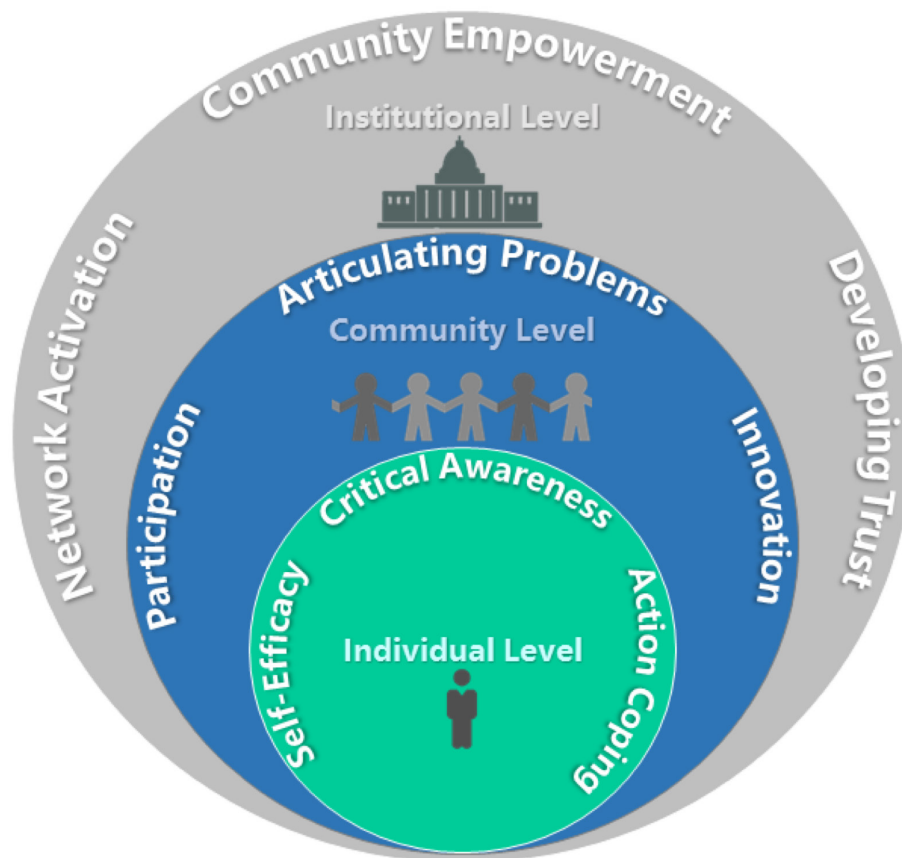 Community Empowerment
Institutional Level
Network Activation
Developing Trust
Articulating Problems
Community Level
Participation
Innovation
Critical Awareness
Self-Efficacy
Action Coping
Individual Level